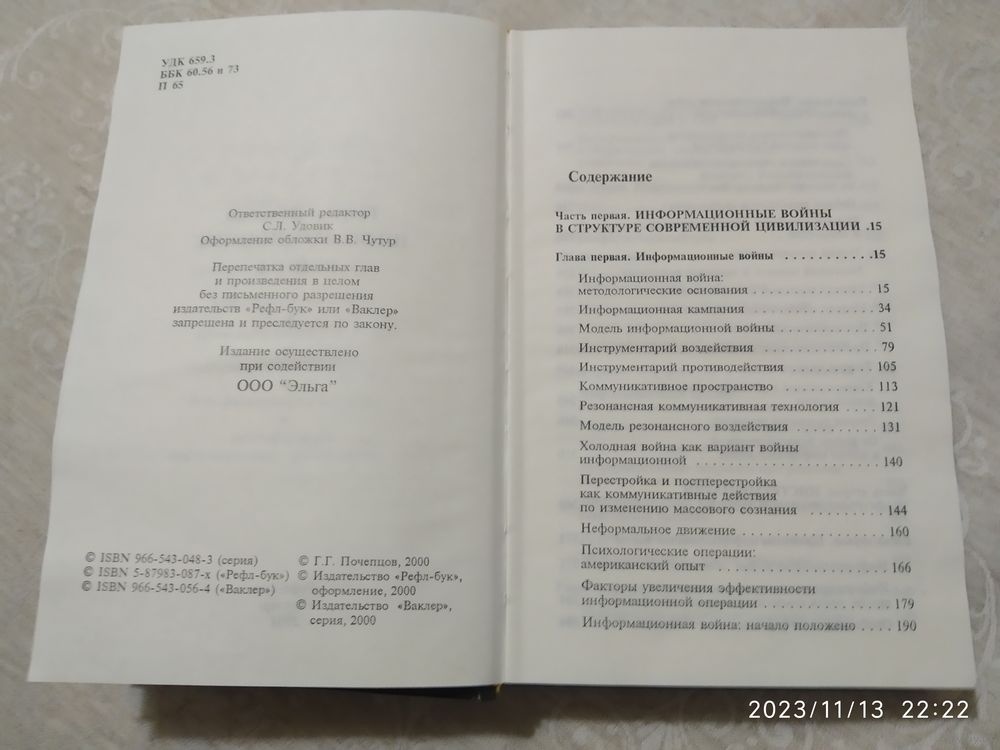 УДК 659.3
ББК 60.56 и 73
П 65
Ответственный редактор
С.Л. Удовик
Оформление обложки В.В. Чутур
Перепечатка отдельных глав
и произведения в целом
без письменного разрешения
издательств «Рефл-бук» или «Ваклер»
запрещена и преследуется по закону.
Издание осуществлено
при содействии
ООО “Эльга”
© ISBN 966-543-048-3 (серия)
© ISBN 5-87983-087-х («Рефл-бук»)
© ISBN 966-543-056-4 («Ваклер»)
© Г.Г. Почепцов, 2000
© Издательство «Рефл-бук»,
оформление, 2000
© Издательство «Ваклер»,
серия, 2000
Содержание
Часть первая. ИНФОРМАЦИОННЫЕ ВОЙНЫ
В СТРУКТУРЕ СОВРЕМЕННОЙ ЦИВИЛИЗАЦИИ .15
Глава первая. Информационные войны . . . . . . . . . . .15
Информационная война:
методологические основания . . . . . . . . . . . . . 15
Информационная кампания . . . . . . . . . . . . . 34
Модель информационной войны . . . . . . . . . . 51
Инструментарий воздействия . . . . . . . . . . . . 79
Инструментарий противодействия . . . . . . . . . 105
Коммуникативное пространство . . . . . . . . . . 113
Резонансная коммуникативная технология . . . . 121
Модель резонансного воздействия . . . . . . . . . 131
Холодная война как вариант войны
информационной . . . . . . . . . . . . . . . . . . . . 140
Перестройка и постперестройка
как коммуникативные действия
по изменению массового сознания . . . . . . . . 144
Неформальное движение . . . . . . . . . . . . . . . 160
Психологические операции:
американский опыт . . . . . . . . . . . . . . . . . . 166
Факторы увеличения эффективности
информационной операции . . . . . . . . . . . . . 179
Информационная война: начало положено . . . . 190
2023/11/13 22:22